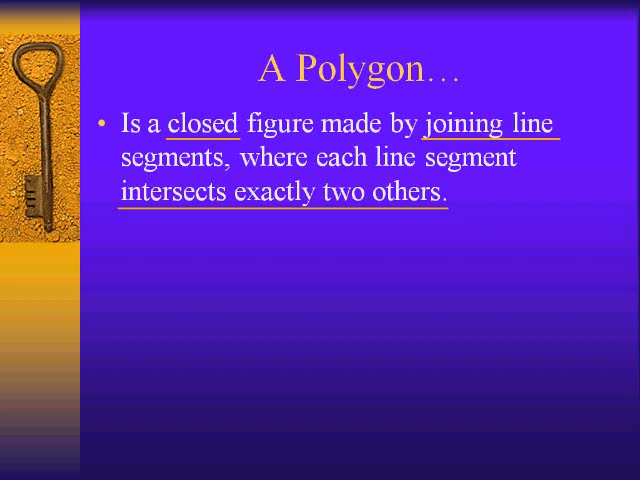 A Polygon…
• Is a closed figure made by joining line
segments, where each line segment
intersects exactly two others.